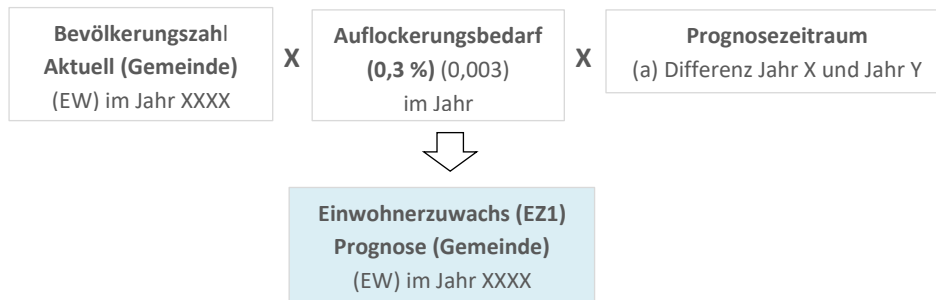 Bevölkerungszahl
Aktuell (Gemeinde)
(EW) im Jahr XXXX
X
Auflockerungsbedarf
(0,3 %) (0,003)
im Jahr
X
Prognosezeitraum
(a) Differenz Jahr X und Jahr Y
Einwohnerzuwachs (EZ1)
Prognose (Gemeinde)
(EW) im Jahr XXXX